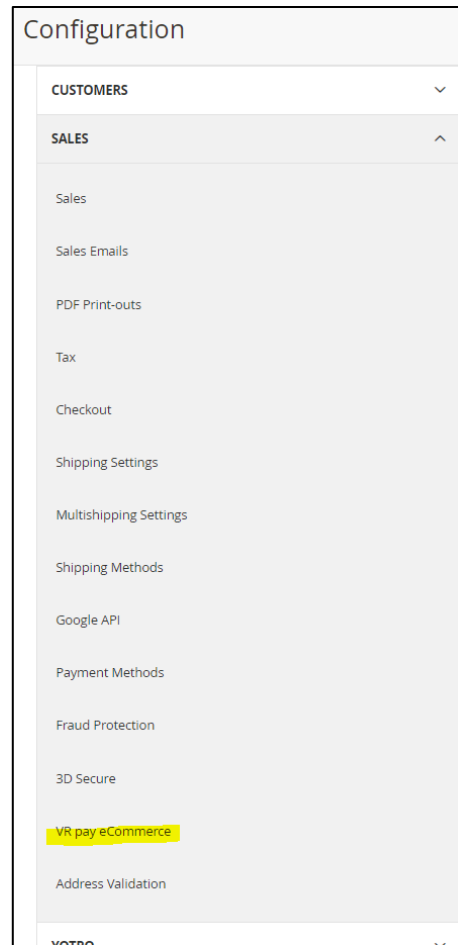 Configuration
CUSTOMERS
SALES
Sales
Sales Emails
PDF Print-outs
Tax
Checkout
Shipping Settings
Multishipping Settings
Shipping Methods
Google API
Payment Methods
Fraud Protection
3D Secure
VR pay eCommerce
Address Validation